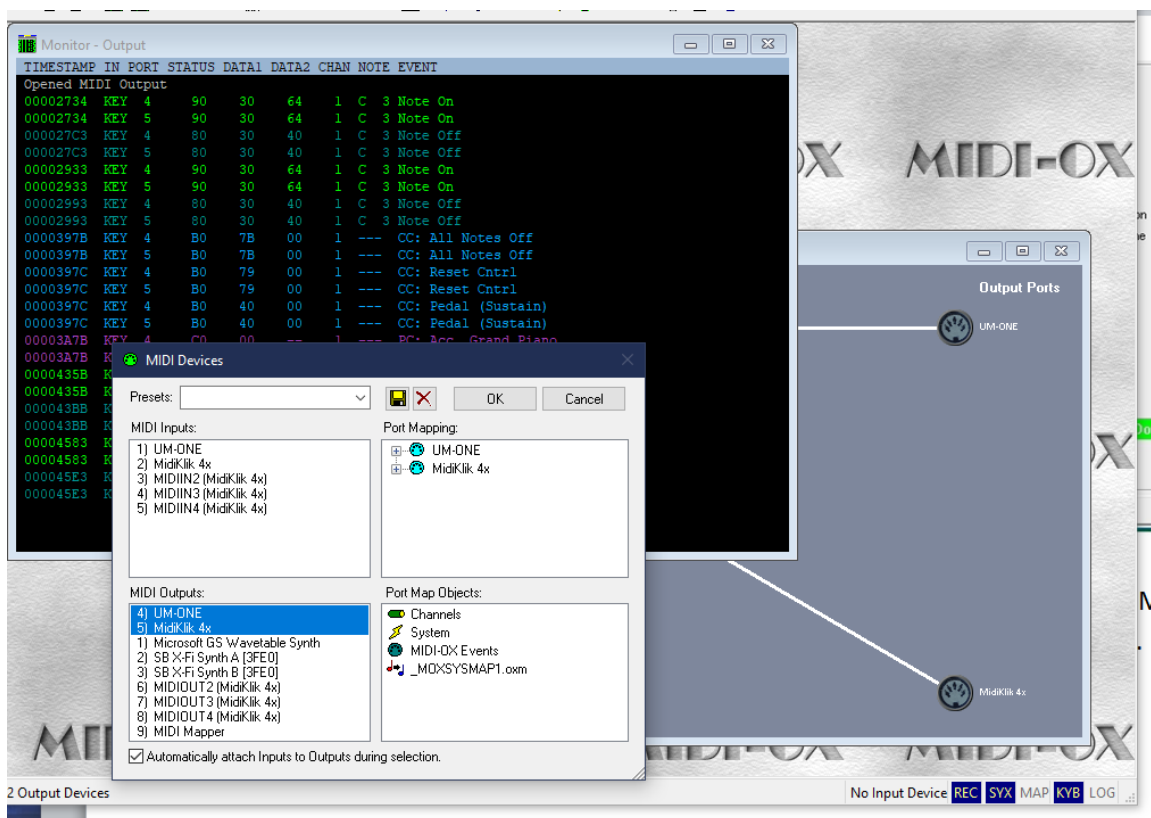 Monitor - Output
TIMESTAMP IN PORT STATUS DATA1 DATA2 CHAN NOTE EVENT
Opened MIDI Output
00002734 KEY 4 90 30 64 1 C 3 Note On
00002734 KEY 5 90 30 64 1 C 3 Note On
000027C3 KEY 4 80 30 40 1 C 3 Note Off
000027C3 KEY 5 80 30 40 1 C 3 Note Off
00002933 KEY 4 90 30 64 1 C 3 Note On
00002933 KEY 5 90 30 64 1 C 3 Note On
00002993 KEY 4 80 30 40 1 C 3 Note Off
00002993 KEY 5 80 30 40 1 C 3 Note Off
0000397B KEY 4 B0 7B 00 1 --- CC: All Notes Off
0000397B KEY 5 B0 7B 00 1 --- CC: All Notes Off
0000397C KEY 4 B0 79 00 1 --- CC: Reset Cntrl
0000397C KEY 5 B0 79 00 1 --- CC: Reset Cntrl
0000397C KEY 4 B0 40 00 1 --- CC: Pedal (Sustain)
0000397C KEY 5 B0 40 00 1 --- CC: Pedal (Sustain)
00003A7B KEY 4 C0 00 -- 1 --- PC: Acc. Grand Piano
00003A7B K
0000435B K
0000435B K
000043BB K
000043BB K
00004583 K
00004583 K
000045E3 K
000045E3 K
MIDI-OX
Output Ports
UM-ONE
MidiKlik 4x
MIDI Devices
Presets:
OK
Cancel
MIDI Inputs:
1) UM-ONE
2) MidiKlik 4x
3) MIDIIN2 (MidiKlik 4x)
4) MIDIIN3 (MidiKlik 4x)
5) MIDIIN4 (MidiKlik 4x)
Port Mapping:
UM-ONE
MidiKlik 4x
MIDI Outputs:
4) UM-ONE
5) MidiKlik 4x
1) Microsoft GS Wavetable Synth
2) SB X-Fi Synth A [3FE0]
3) SB X-Fi Synth B [3FE0]
6) MIDIOUT2 (MidiKlik 4x)
7) MIDIOUT3 (MidiKlik 4x)
8) MIDIOUT4 (MidiKlik 4x)
9) MIDI Mapper
Port Map Objects:
Channels
System
MIDI-OX Events
_MOXSYSMAP1.oxm
Automatically attach Inputs to Outputs during selection.
2 Output Devices
No Input Device REC SYX MAP KYB LOG